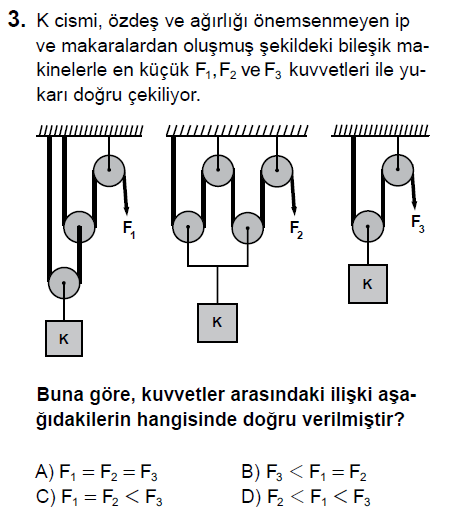 3. K cismi, özdeş ve ağırlığı önemsenmeyen ip
ve makaralardan oluşmuş şekildeki bileşik ma-
kinelerle en küçük F₁, F₂ ve F₃ kuvvetleri ile yu-
karı doğru çekiliyor.
F₁
F₂
F₃
K
K
K
Buna göre, kuvvetler arasındaki ilişki aşa-
ğıdakilerin hangisinde doğru verilmiştir?
A) F₁ = F₂ = F₃
B) F₃ < F₁ = F₂
C) F₁ = F₂ < F₃
D) F₂ < F₁ < F₃